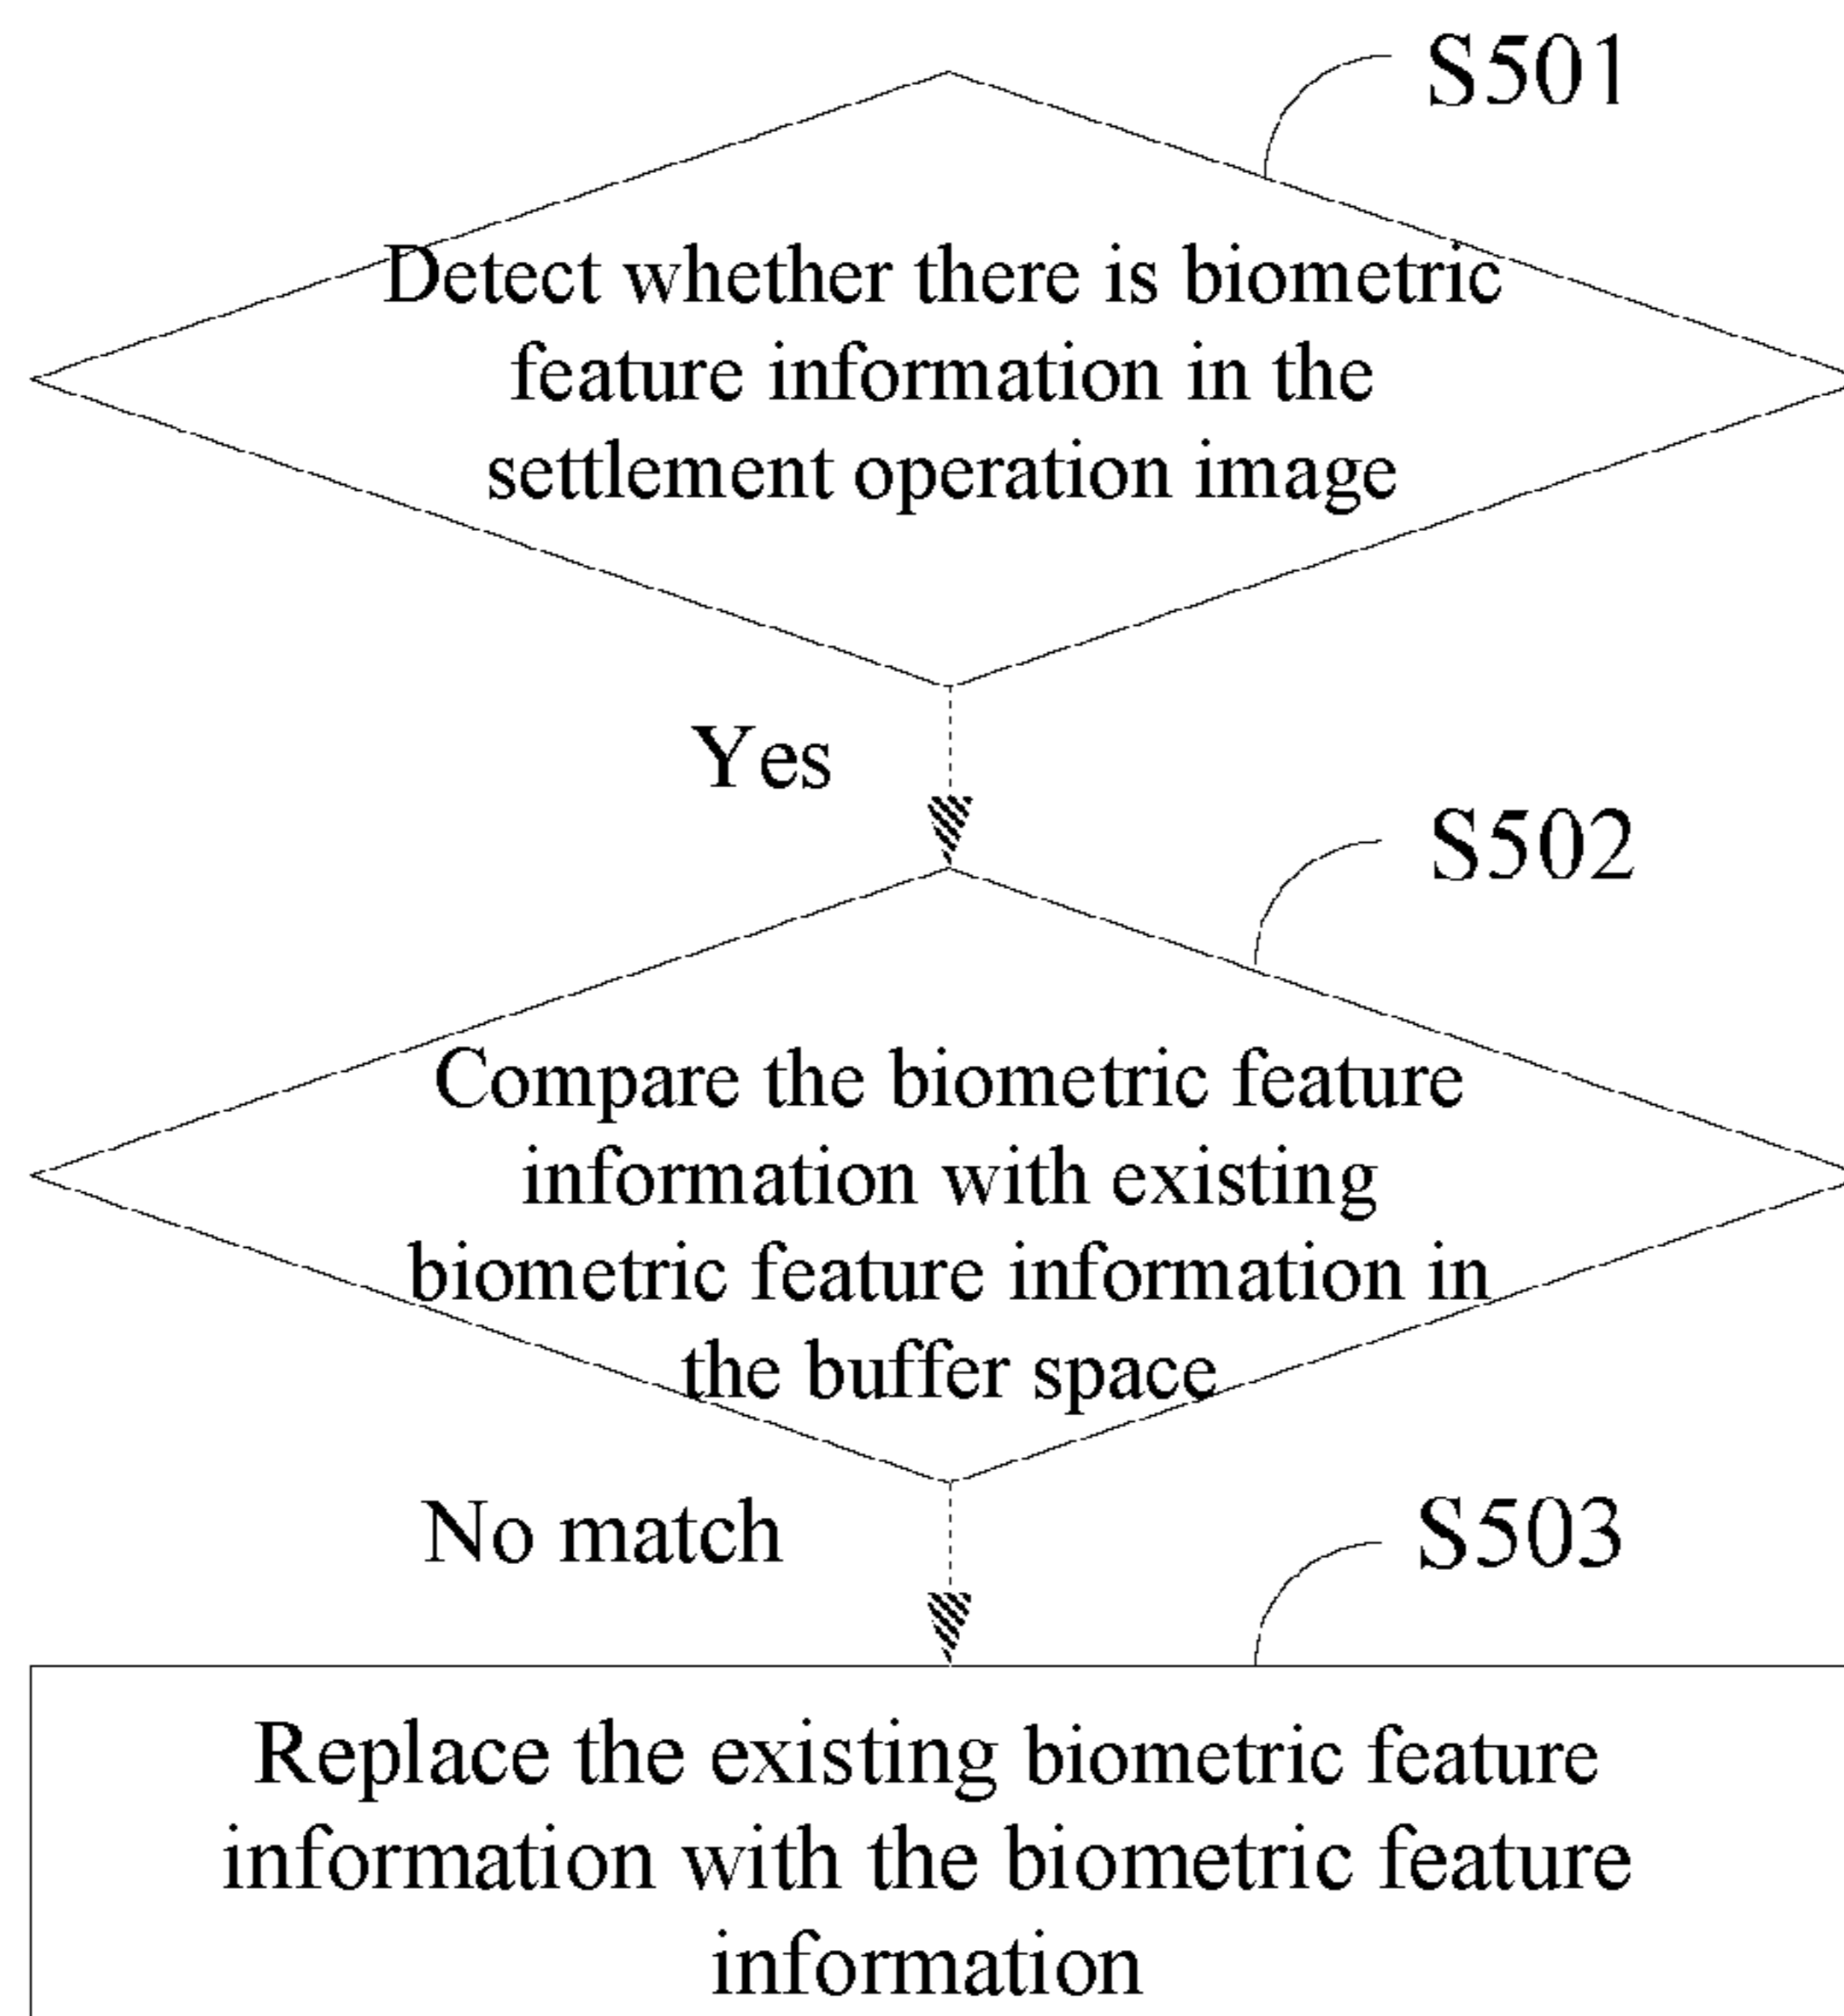 S501
Detect whether there is biometric
feature information in the
settlement operation image
Yes
S502
Compare the biometric feature
information with existing
biometric feature information in
the buffer space
No match
S503
Replace the existing biometric feature
information with the biometric feature
information